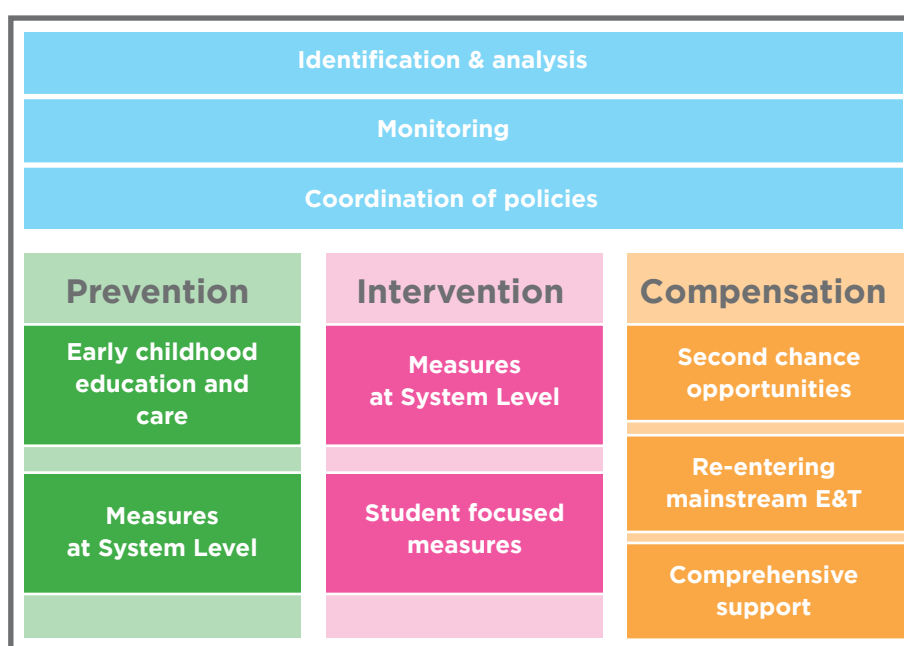 Identification & analysis
Monitoring
Coordination of policies
Prevention
Early childhood
education and
care
Measures
at System Level
Intervention
Measures
at System Level
Student focused
measures
Compensation
Second chance
opportunities
Re-entering
mainstream E&T
Comprehensive
support